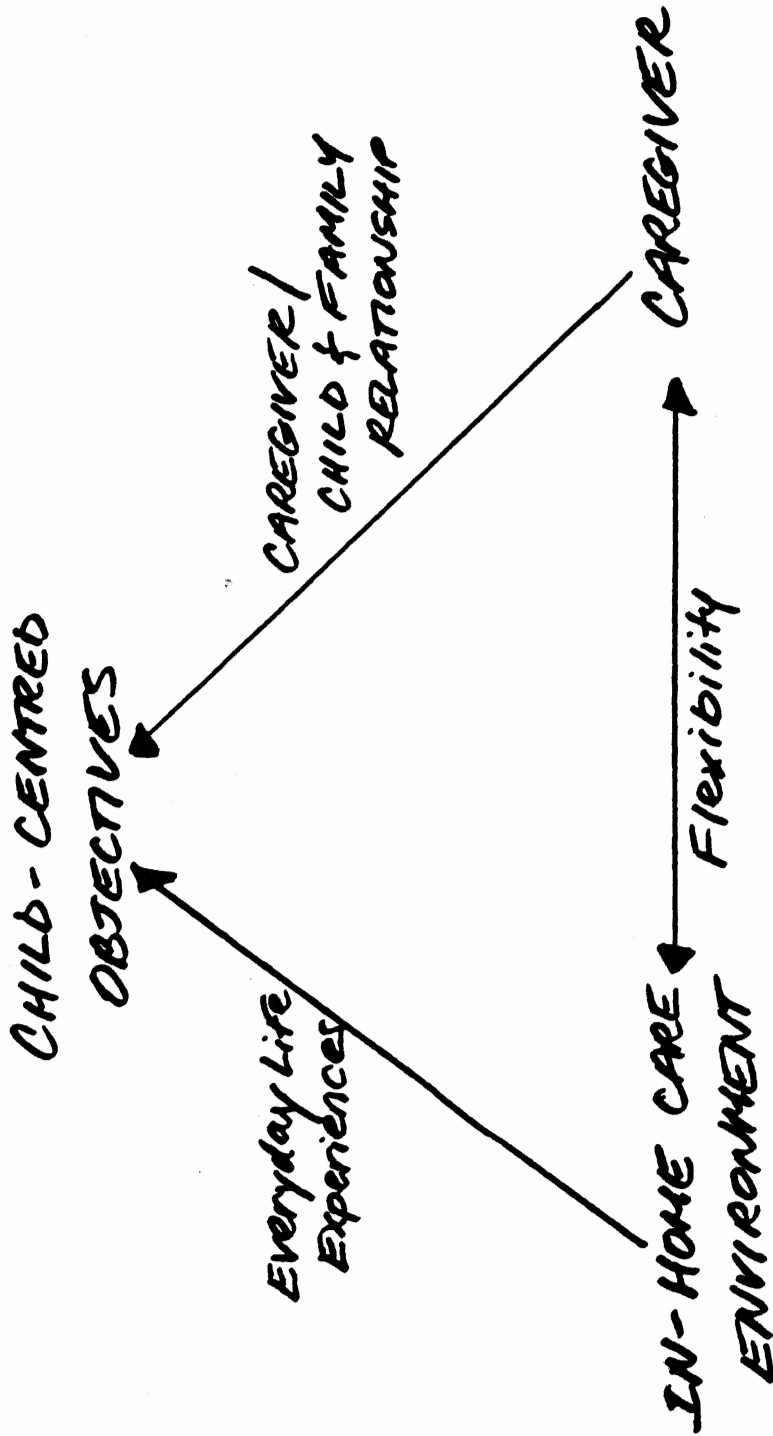 CHILD-CENTRED
OBJECTIVES
Everyday Life
Experiences
CAREGIVER/
CHILD & FAMILY
RELATIONSHIP
IN-HOME CARE
ENVIRONMENT
Flexibility
CAREGIVER